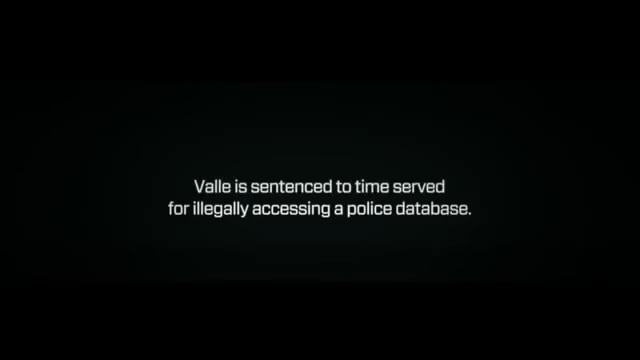 Valle is sentenced to time served
for illegally accessing a police database.